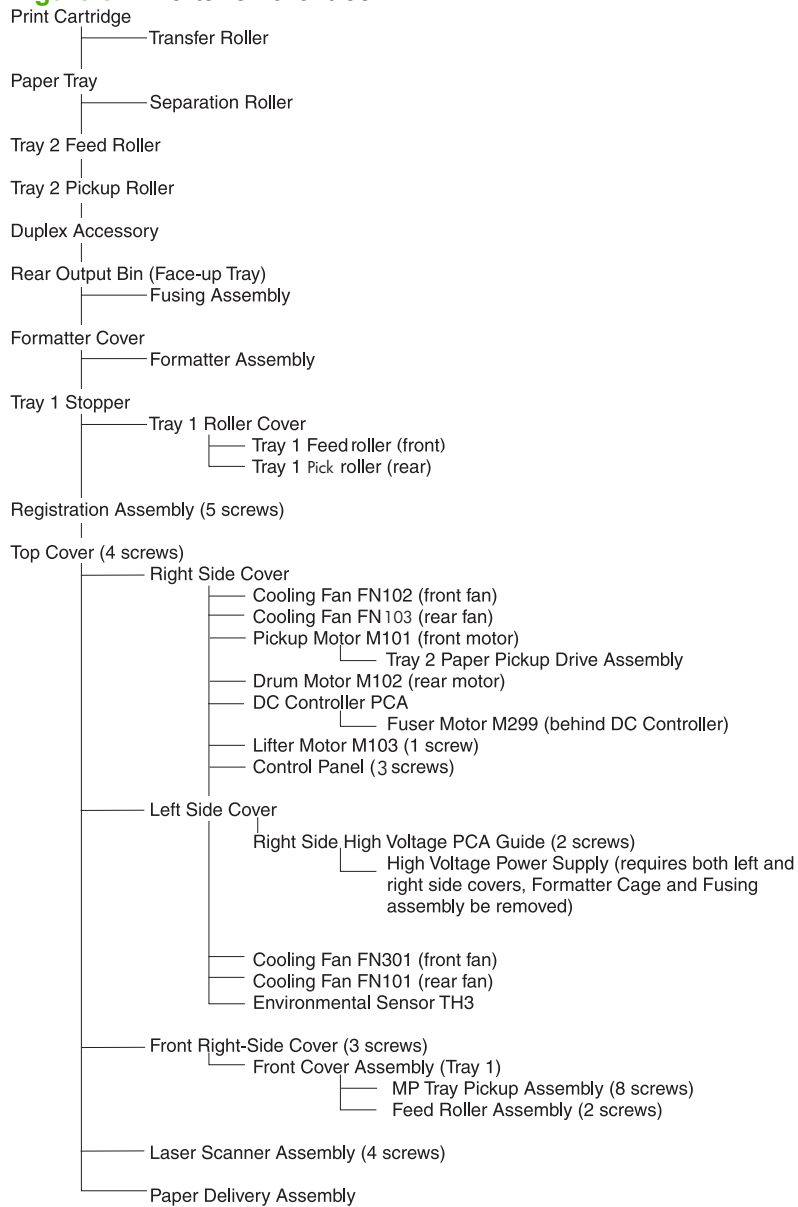 Print Cartridge
Transfer Roller
Paper Tray
Separation Roller
Tray 2 Feed Roller
Tray 2 Pickup Roller
Duplex Accessory
Rear Output Bin (Face-up Tray)
Fusing Assembly
Formatter Cover
Formatter Assembly
Tray 1 Stopper
Tray 1 Roller Cover
Tray 1 Feed roller (front)
Tray 1 Pick roller (rear)
Registration Assembly (5 screws)
Top Cover (4 screws)
Right Side Cover
Cooling Fan FN102 (front fan)
Cooling Fan FN103 (rear fan)
Pickup Motor M101 (front motor)
Tray 2 Paper Pickup Drive Assembly
Drum Motor M102 (rear motor)
DC Controller PCA
Fuser Motor M299 (behind DC Controller)
Lifter Motor M103 (1 screw)
Control Panel (3 screws)
Left Side Cover
Right Side High Voltage PCA Guide (2 screws)
High Voltage Power Supply (requires both left and
right side covers, Formatter Cage and Fusing
assembly be removed)
Cooling Fan FN301 (front fan)
Cooling Fan FN101 (rear fan)
Environmental Sensor TH3
Front Right-Side Cover (3 screws)
Front Cover Assembly (Tray 1)
MP Tray Pickup Assembly (8 screws)
Feed Roller Assembly (2 screws)
Laser Scanner Assembly (4 screws)
Paper Delivery Assembly